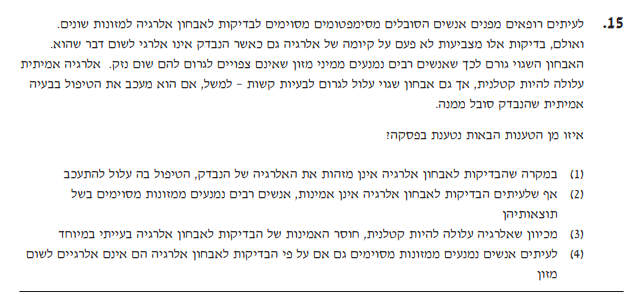 15. לעיתים רופאים מפנים אנשים הסובלים מסימפטומים מסוימים לבדיקות לאבחון אלרגיה למזונות שונים.
ואולם, בדיקות אלו מצביעות לא פעם על קיומה של אלרגיה גם כאשר הנבדק אינו אלרגי לשום דבר שהוא.
האבחון השגוי גורם לכך שאנשים רבים נמנעים ממיני מזון שאינם צפויים לגרום להם שום נזק. אלרגיה אמיתית
עלולה להיות קטלנית, אך גם אבחון שגוי עלול לגרום לבעיות קשות – למשל, אם הוא מעכב את הטיפול בבעיה
אמיתית שהנבדק סובל ממנה.
איזו מן הטענות הבאות נטענת בפסקה?
(1) במקרה שהבדיקות לאבחון אלרגיה אינן מזהות את האלרגיה של הנבדק, הטיפול בה עלול להתעכב
(2) אף שלעיתים הבדיקות לאבחון אלרגיה אינן אמינות, אנשים רבים נמנעים ממזונות מסוימים בשל
תוצאותיהן
(3) מכיוון שאלרגיה עלולה להיות קטלנית, חוסר האמינות של הבדיקות לאבחון אלרגיה בעייתי במיוחד
(4) לעיתים אנשים נמנעים ממזונות מסוימים גם אם על פי הבדיקות לאבחון אלרגיה הם אינם אלרגיים לשום
מזון